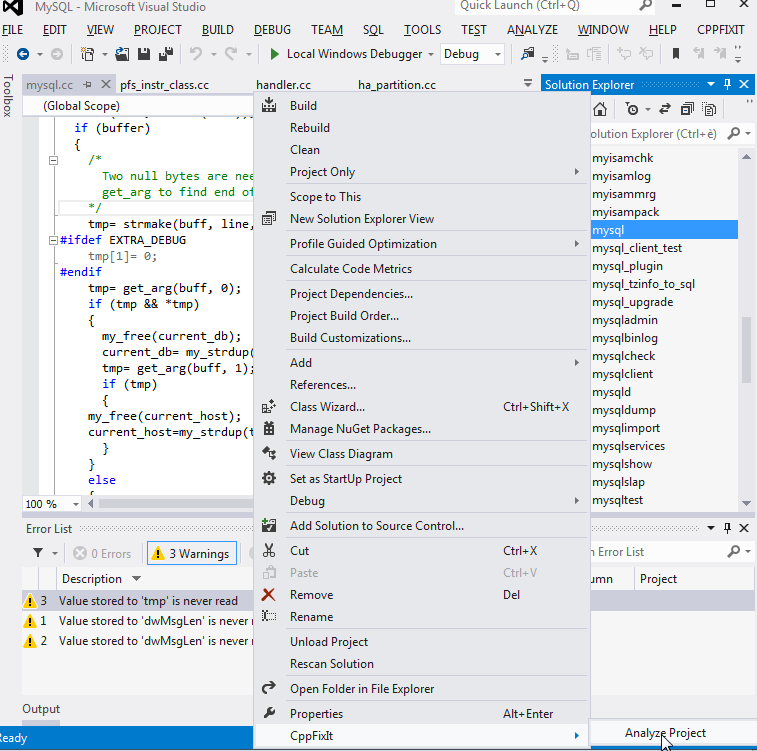 MySQL - Microsoft Visual Studio
Quick Launch (Ctrl+Q)
FILE EDIT VIEW PROJECT BUILD DEBUG TEAM SQL TOOLS TEST ANALYZE WINDOW HELP CPPFIXIT
Local Windows Debugger Debug
Toolbox
mysql.cc pfs_instr_class.cc handler.cc ha_partition.cc
(Global Scope)
if (buffer)
{
/*
Two null bytes are nee
get_arg to find end of
*/
tmp= strmake(buff, line,
#ifdef EXTRA_DEBUG
tmp[1]= 0;
#endif
tmp= get_arg(buff, 0);
if (tmp && *tmp)
{
my_free(current_db);
current_db= my_strdup(
tmp= get_arg(buff, 1);
if (tmp)
{
my_free(current_host);
current_host=my_strdup(t
}
}
else
{
100 %
Build
Rebuild
Clean
Project Only
Scope to This
New Solution Explorer View
Profile Guided Optimization
Calculate Code Metrics
Project Dependencies...
Project Build Order...
Build Customizations...
Add
References...
Class Wizard... Ctrl+Shift+X
Manage NuGet Packages...
View Class Diagram
Set as StartUp Project
Debug
Add Solution to Source Control...
Cut Ctrl+X
Paste Ctrl+V
Remove Del
Rename
Unload Project
Rescan Solution
Open Folder in File Explorer
Properties Alt+Enter
CppFixIt
Analyze Project
Solution Explorer
olution Explorer (Ctrl+è)
myisamchk
myisamlog
myisammrg
myisampack
mysql
mysql_client_test
mysql_plugin
mysql_tzinfo_to_sql
mysql_upgrade
mysqladmin
mysqlbinlog
mysqlcheck
mysqlclient
mysqld
mysqldump
mysqlimport
mysqlservices
mysqlshow
mysqlslap
mysqltest
Error List
0 Errors 3 Warnings
n Error List
Description
umn Project
3 Value stored to 'tmp' is never read
1 Value stored to 'dwMsgLen' is never r
2 Value stored to 'dwMsgLen' is never r
Output
Ready